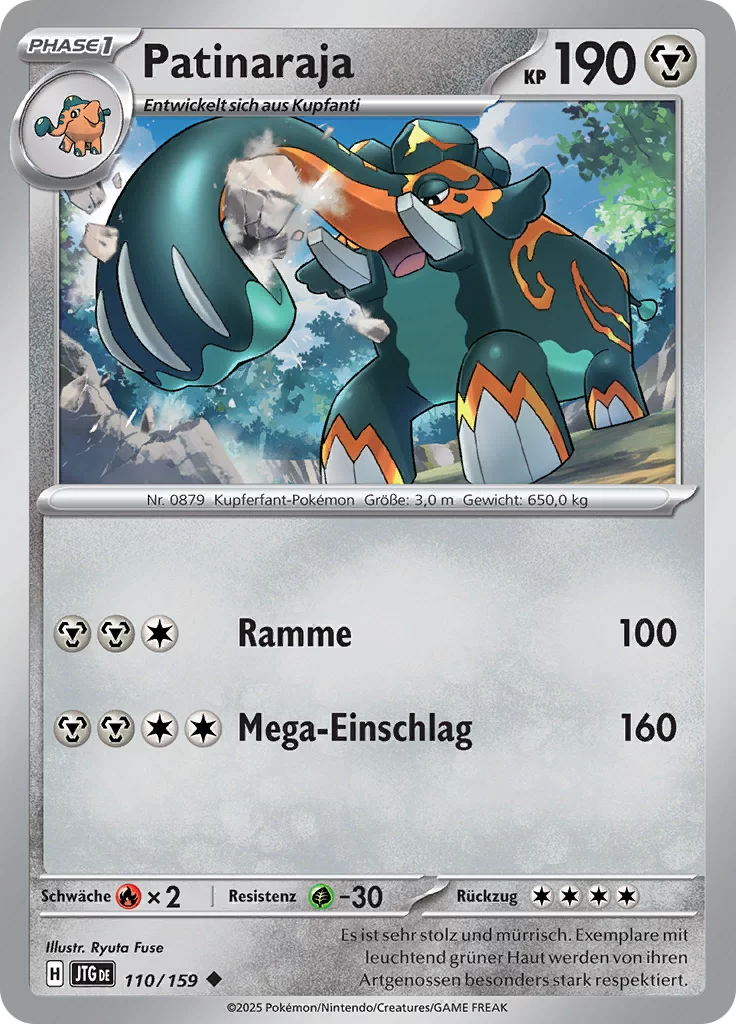 PHASE 1
Patinaraja
KP 190
Entwickelt sich aus Kupfanti
Nr. 0879 Kupferfant-Pokémon Größe: 3,0 m Gewicht: 650,0 kg
Ramme 100
Mega-Einschlag 160
Schwäche ×2 Resistenz -30 Rückzug
Illustr. Ryuta Fuse
Es ist sehr stolz und mürrisch. Exemplare mit
leuchtend grüner Haut werden von ihren
Artgenossen besonders stark respektiert.
H JTG DE 110/159
©2025 Pokémon/Nintendo/Creatures/GAME FREAK